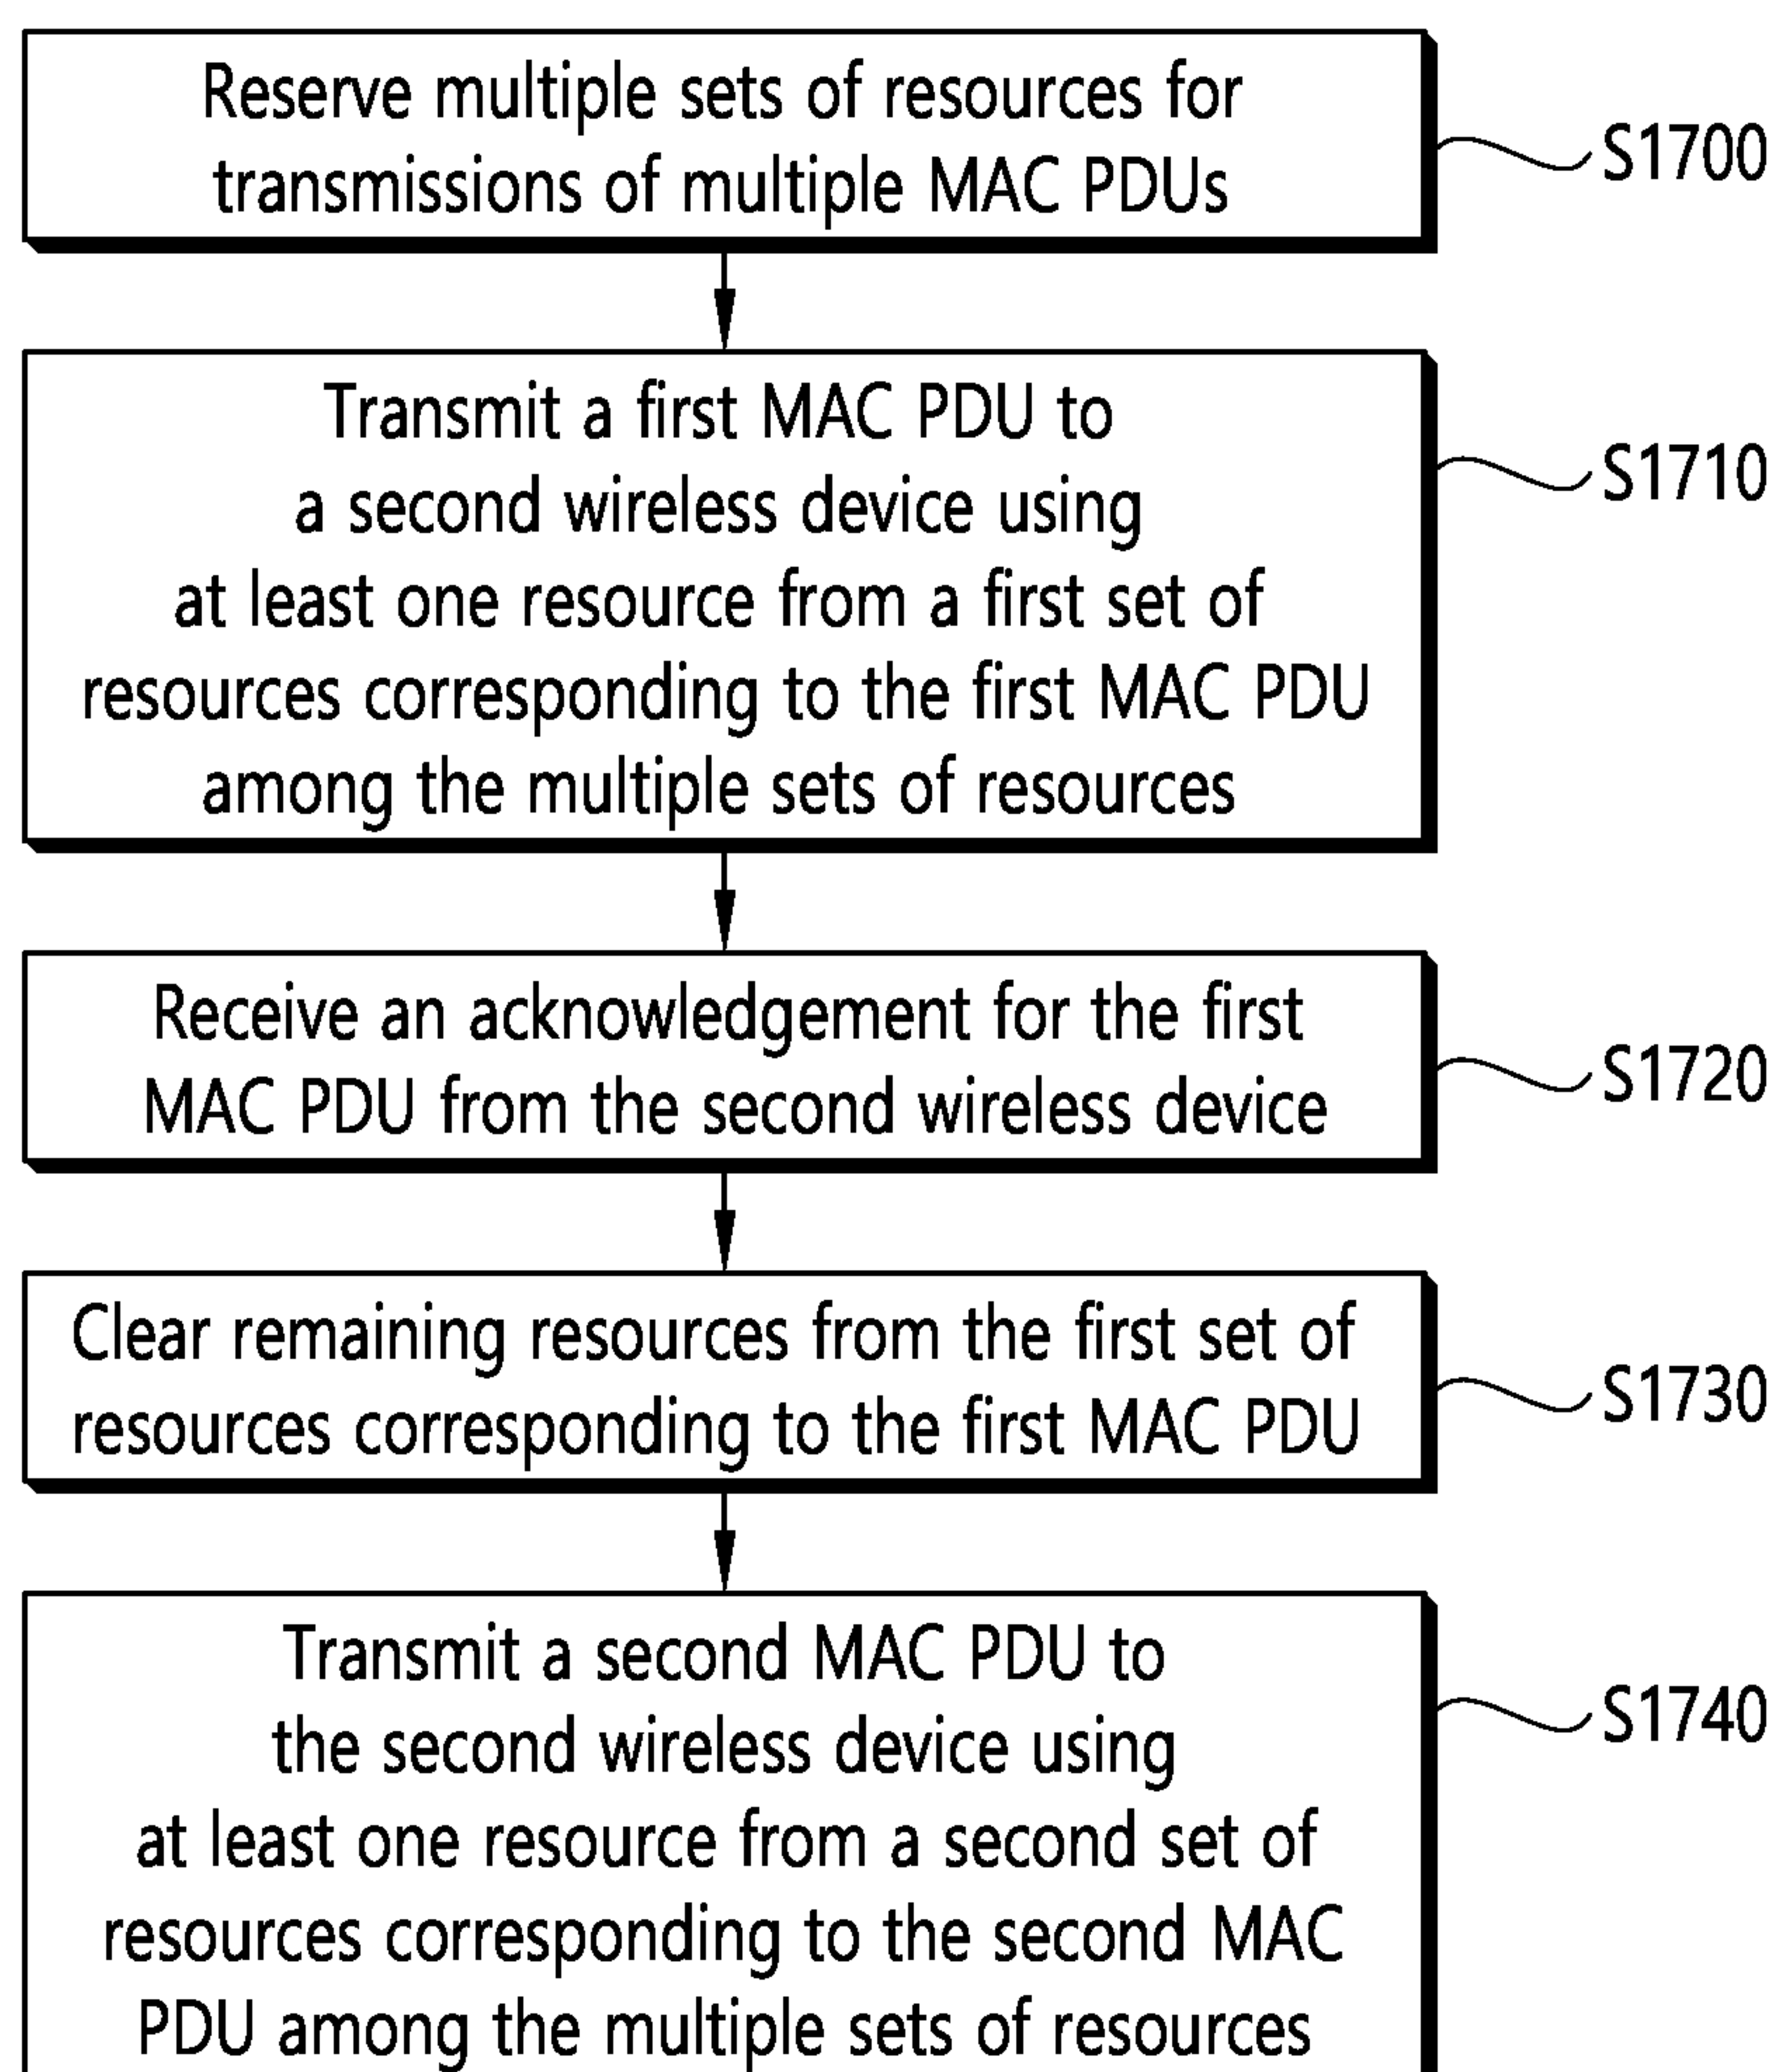 Reserve multiple sets of resources for
transmissions of multiple MAC PDUs
S1700
Transmit a first MAC PDU to
a second wireless device using
at least one resource from a first set of
resources corresponding to the first MAC PDU
among the multiple sets of resources
S1710
Receive an acknowledgement for the first
MAC PDU from the second wireless device
S1720
Clear remaining resources from the first set of
resources corresponding to the first MAC PDU
S1730
Transmit a second MAC PDU to
the second wireless device using
at least one resource from a second set of
resources corresponding to the second MAC
PDU among the multiple sets of resources
S1740